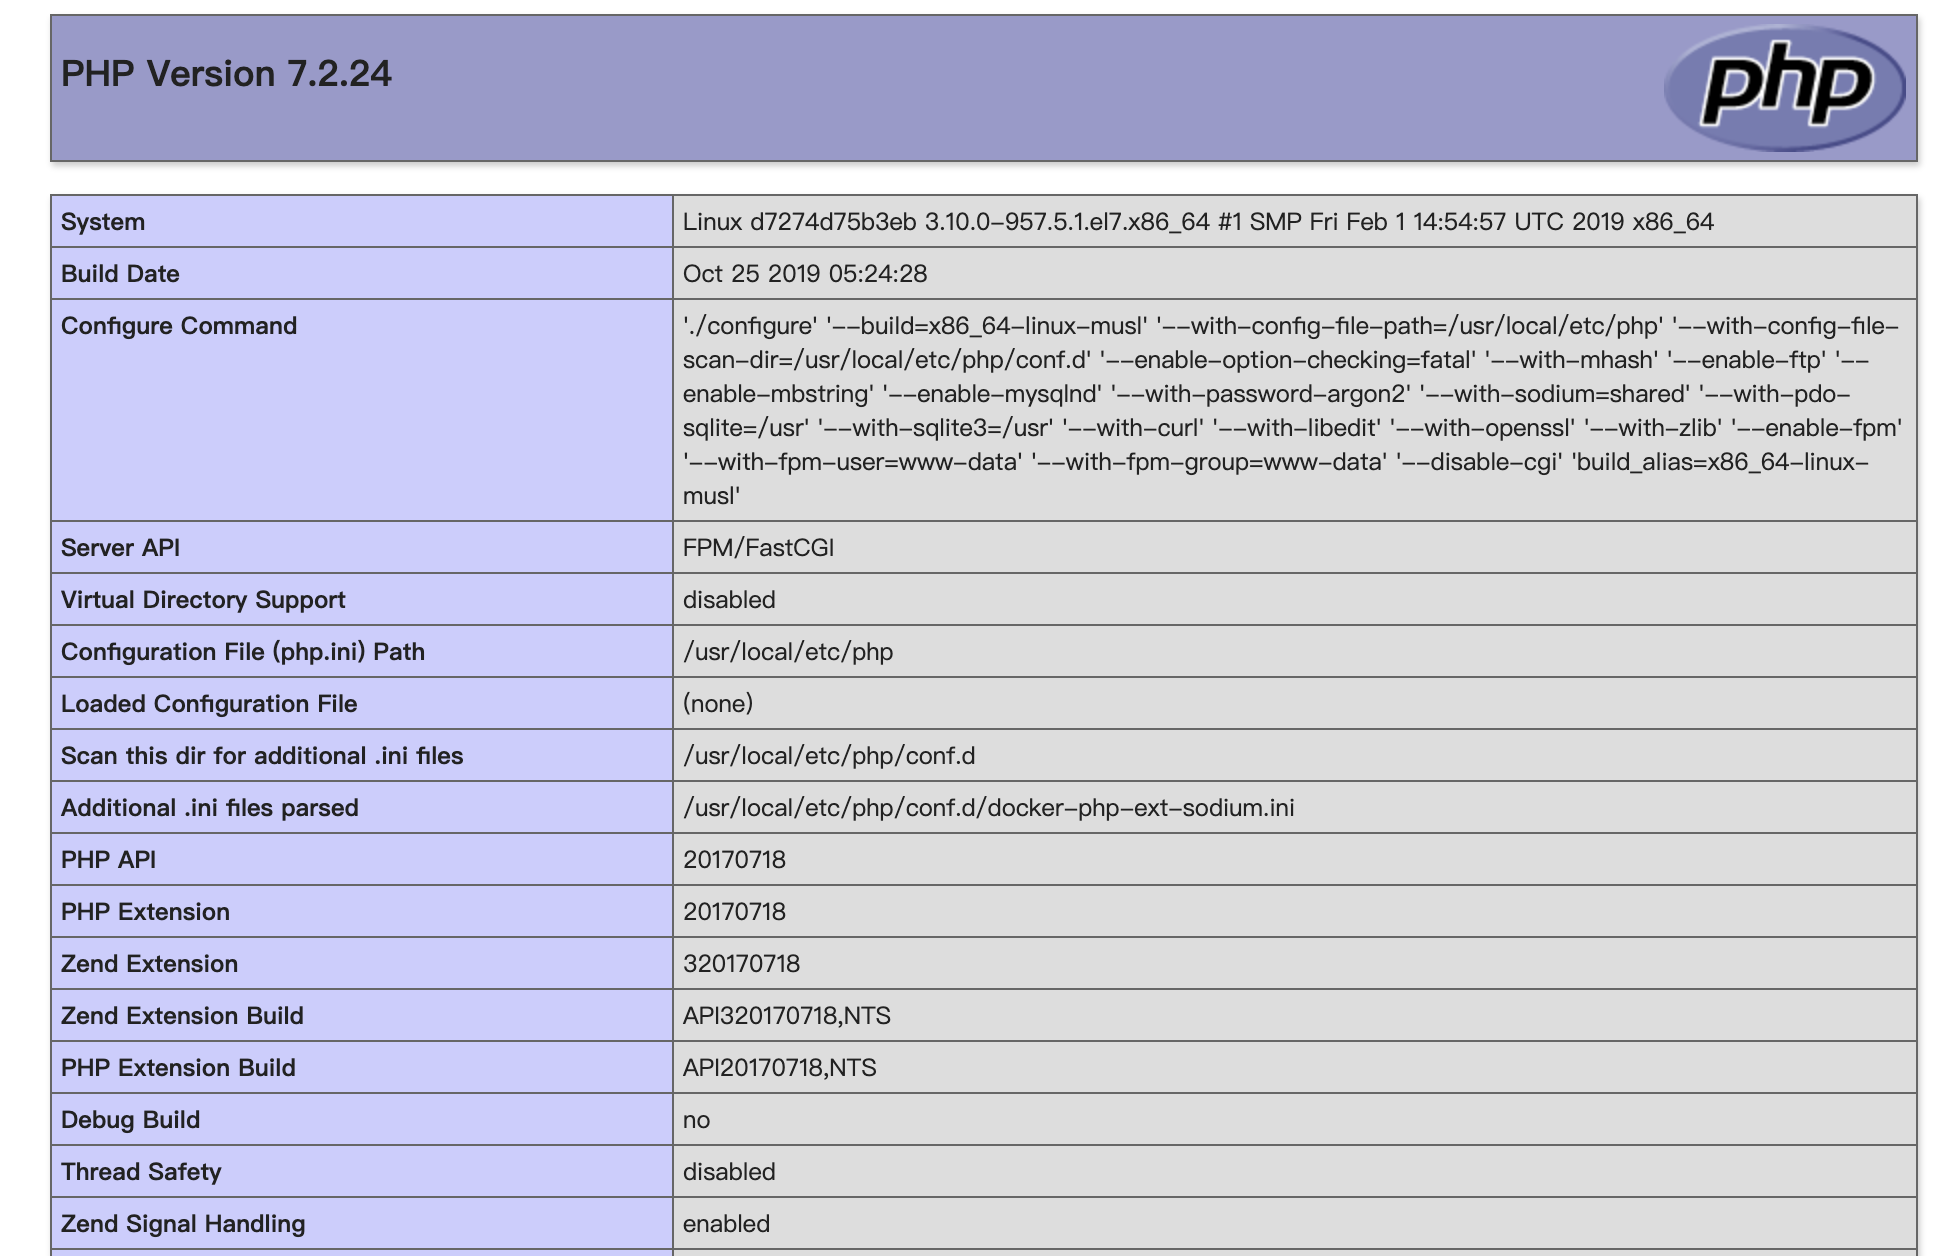 PHP Version 7.2.24
php
System
Linux d7274d75b3eb 3.10.0-957.5.1.el7.x86_64 #1 SMP Fri Feb 1 14:54:57 UTC 2019 x86_64
Build Date
Oct 25 2019 05:24:28
Configure Command
'./configure' '--build=x86_64-linux-musl' '--with-config-file-path=/usr/local/etc/php' '--with-config-file-
scan-dir=/usr/local/etc/php/conf.d' '--enable-option-checking=fatal' '--with-mhash' '--enable-ftp' '--
enable-mbstring' '--enable-mysqlnd' '--with-password-argon2' '--with-sodium=shared' '--with-pdo-
sqlite=/usr' '--with-sqlite3=/usr' '--with-curl' '--with-libedit' '--with-openssl' '--with-zlib' '--enable-fpm'
'--with-fpm-user=www-data' '--with-fpm-group=www-data' '--disable-cgi' 'build_alias=x86_64-linux-
musl'
Server API
FPM/FastCGI
Virtual Directory Support
disabled
Configuration File (php.ini) Path
/usr/local/etc/php
Loaded Configuration File
(none)
Scan this dir for additional .ini files
/usr/local/etc/php/conf.d
Additional .ini files parsed
/usr/local/etc/php/conf.d/docker-php-ext-sodium.ini
PHP API
20170718
PHP Extension
20170718
Zend Extension
320170718
Zend Extension Build
API320170718,NTS
PHP Extension Build
API20170718,NTS
Debug Build
no
Thread Safety
disabled
Zend Signal Handling
enabled